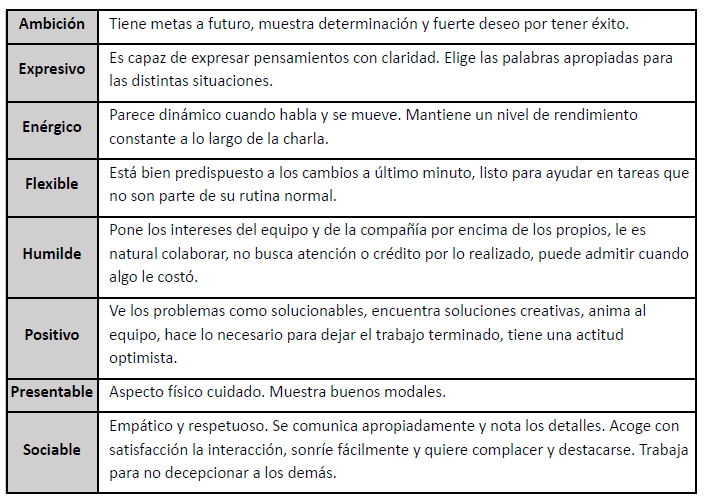 Ambición Tiene metas a futuro, muestra determinación y fuerte deseo por tener éxito.
Expresivo Es capaz de expresar pensamientos con claridad. Elige las palabras apropiadas para
las distintas situaciones.
Enérgico Parece dinámico cuando habla y se mueve. Mantiene un nivel de rendimiento
constante a lo largo de la charla.
Flexible Está bien predispuesto a los cambios a último minuto, listo para ayudar en tareas que
no son parte de su rutina normal.
Humilde Pone los intereses del equipo y de la compañía por encima de los propios, le es
natural colaborar, no busca atención o crédito por lo realizado, puede admitir cuando
algo le costó.
Positivo Ve los problemas como solucionables, encuentra soluciones creativas, anima al
equipo, hace lo necesario para dejar el trabajo terminado, tiene una actitud
optimista.
Presentable Aspecto físico cuidado. Muestra buenos modales.
Sociable Empático y respetuoso. Se comunica apropiadamente y nota los detalles. Acoge con
satisfacción la interacción, sonríe fácilmente y quiere complacer y destacarse. Trabaja
para no decepcionar a los demás.